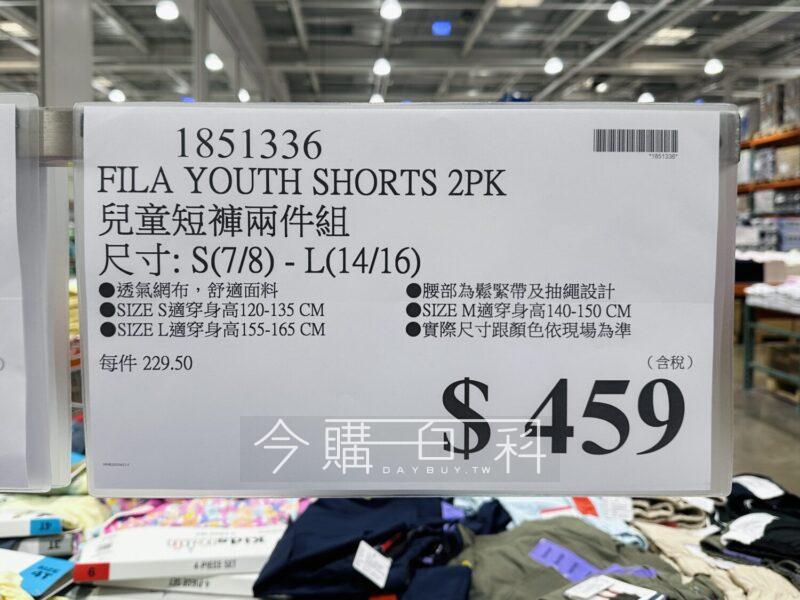 1851336
*1851336*
FILA YOUTH SHORTS 2PK
兒童短褲兩件組
尺寸: S(7/8) - L(14/16)
●透氣網布，舒適面料
●腰部為鬆緊帶及抽繩設計
●SIZE S適穿身高120-135 CM
●SIZE M適穿身高140-150 CM
●SIZE L適穿身高155-165 CM
●實際尺寸跟顏色依現場為準
每件 229.50
（含稅）
$ 459
今購百科
DAYBUY.TW
4T
4T
6
Kids